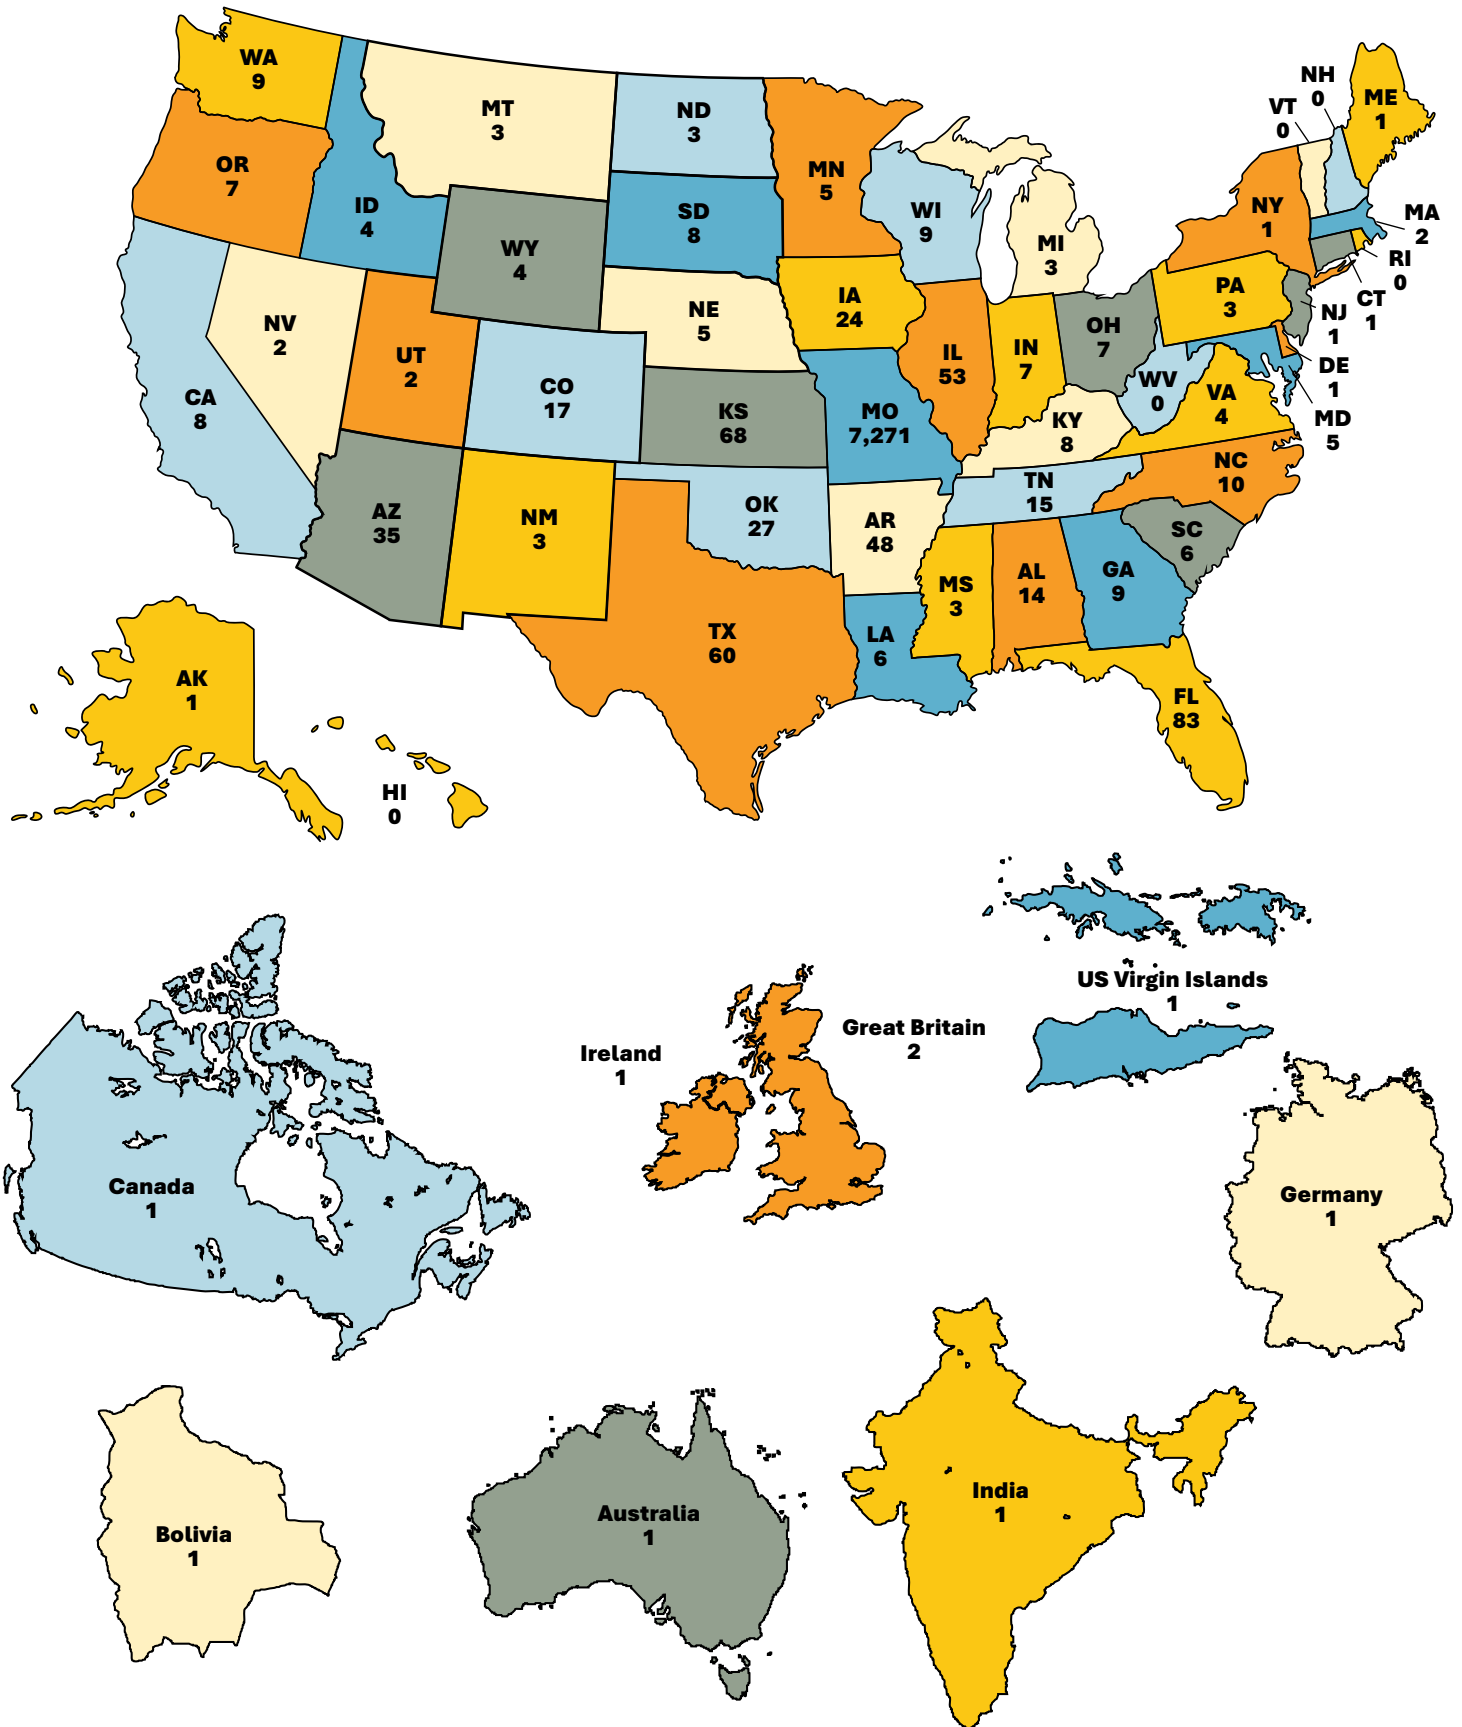 WA
9
OR
7
ID
4
MT
3
ND
3
SD
8
WY
4
MN
5
WI
9
MI
3
VT
0
NH
0
ME
1
NY
1
MA
2
RI
0
CT
1
PA
3
NJ
1
DE
1
MD
5
CA
8
NV
2
UT
2
CO
17
NE
5
IA
24
IL
53
IN
7
OH
7
WV
0
VA
4
KY
8
KS
68
MO
7,271
AZ
35
NM
3
OK
27
AR
48
TN
15
NC
10
SC
6
MS
3
AL
14
GA
9
TX
60
LA
6
FL
83
AK
1
HI
0
US Virgin Islands
1
Great Britain
2
Ireland
1
Canada
1
Germany
1
Bolivia
1
Australia
1
India
1